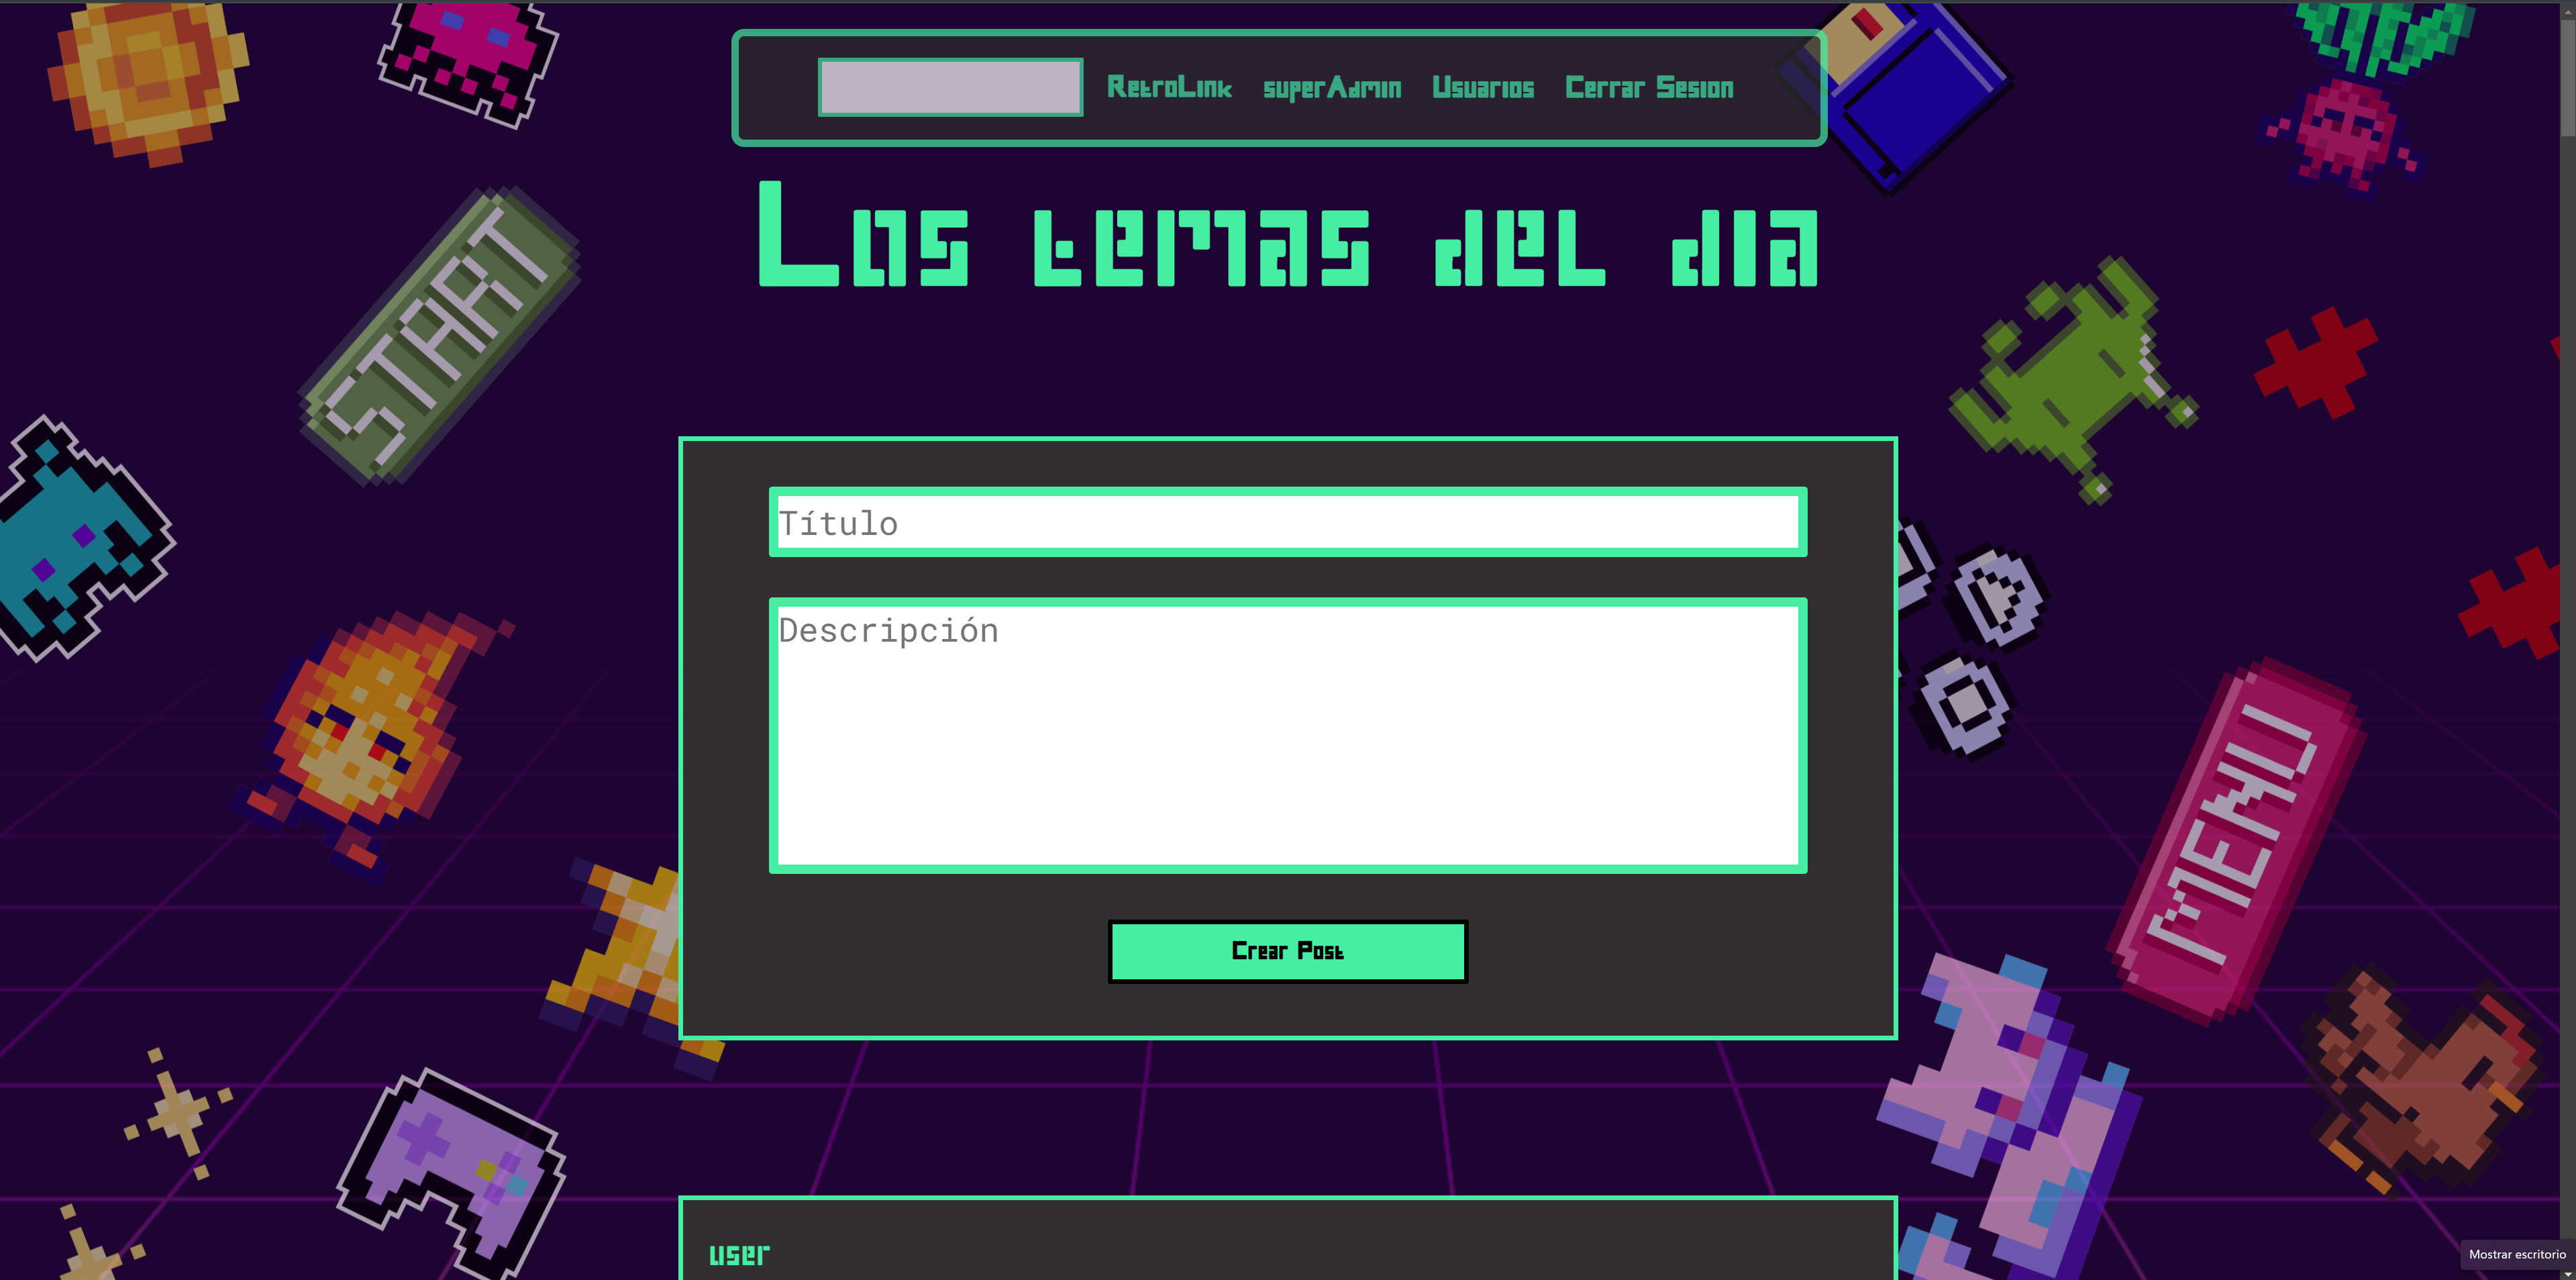 RetroLink superAdmin Usuarios Cerrar Sesion
Los temas del dia
START
Título
Descripción
MENU
Crear Post
user
Mostrar escritorio